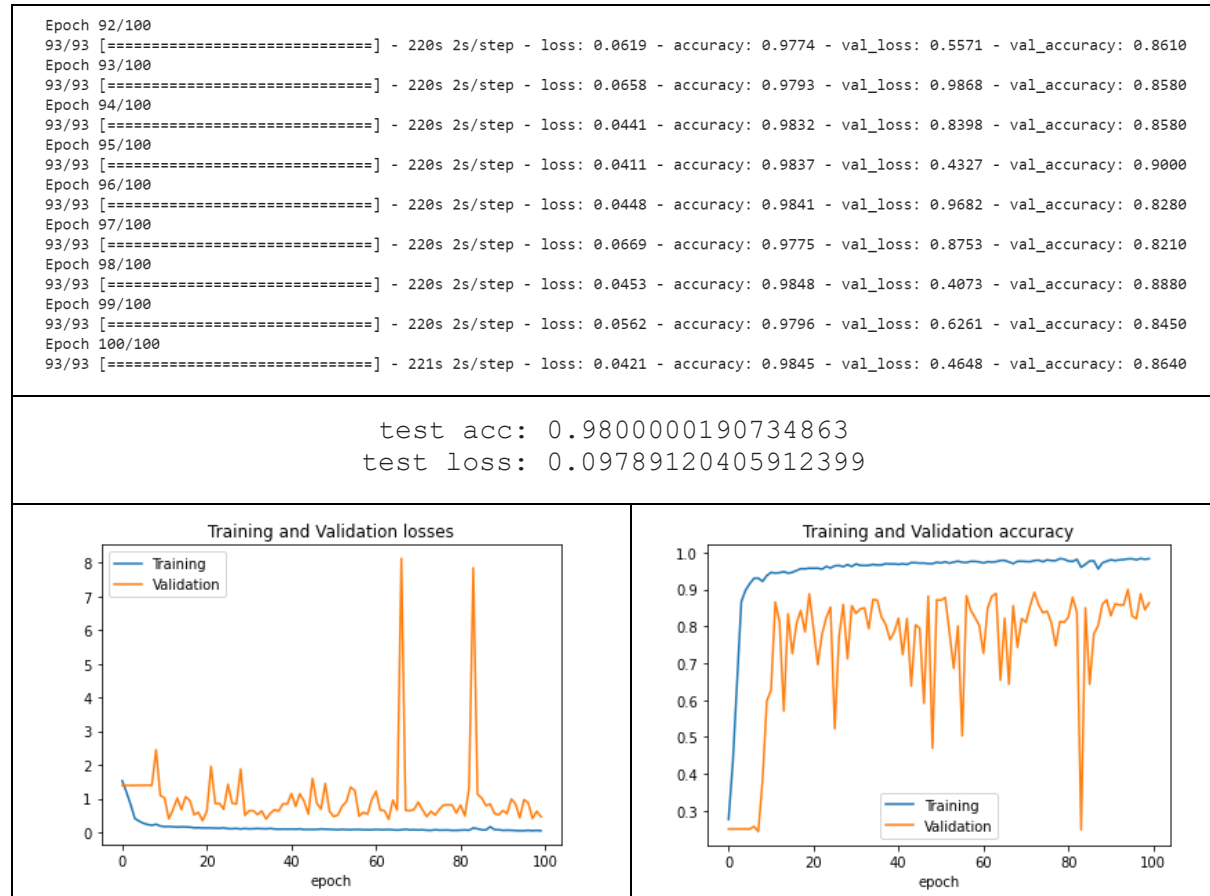 Epoch 92/100
93/93 [==============================] - 220s 2s/step - loss: 0.0619 - accuracy: 0.9774 - val_loss: 0.5571 - val_accuracy: 0.8610
Epoch 93/100
93/93 [==============================] - 220s 2s/step - loss: 0.0658 - accuracy: 0.9793 - val_loss: 0.9868 - val_accuracy: 0.8580
Epoch 94/100
93/93 [==============================] - 220s 2s/step - loss: 0.0441 - accuracy: 0.9832 - val_loss: 0.8398 - val_accuracy: 0.8580
Epoch 95/100
93/93 [==============================] - 220s 2s/step - loss: 0.0411 - accuracy: 0.9837 - val_loss: 0.4327 - val_accuracy: 0.9000
Epoch 96/100
93/93 [==============================] - 220s 2s/step - loss: 0.0448 - accuracy: 0.9841 - val_loss: 0.9682 - val_accuracy: 0.8280
Epoch 97/100
93/93 [==============================] - 220s 2s/step - loss: 0.0669 - accuracy: 0.9775 - val_loss: 0.8753 - val_accuracy: 0.8210
Epoch 98/100
93/93 [==============================] - 220s 2s/step - loss: 0.0453 - accuracy: 0.9848 - val_loss: 0.4073 - val_accuracy: 0.8880
Epoch 99/100
93/93 [==============================] - 220s 2s/step - loss: 0.0562 - accuracy: 0.9796 - val_loss: 0.6261 - val_accuracy: 0.8450
Epoch 100/100
93/93 [==============================] - 221s 2s/step - loss: 0.0421 - accuracy: 0.9845 - val_loss: 0.4648 - val_accuracy: 0.8640
test acc: 0.9800000190734863
test loss: 0.09789120405912399
Training and Validation losses
Training
Validation
8
7
6
5
4
3
2
1
0
0 20 40 60 80 100
epoch
Training and Validation accuracy
1.0
0.9
0.8
0.7
0.6
0.5
0.4
0.3
Training
Validation
0 20 40 60 80 100
epoch